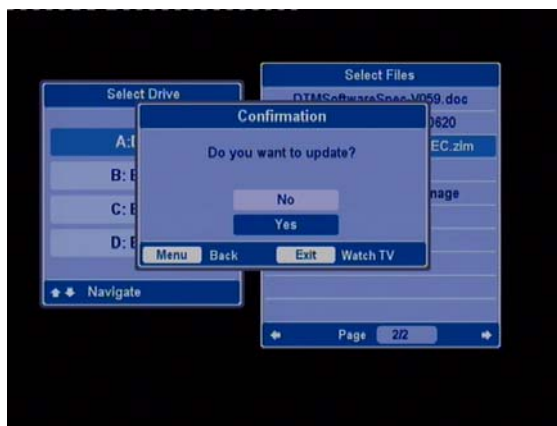 Select Drive
Select Files
DTMSoftwareSpec-V059.doc
0620
EC.zim
nage
A:
B:
C:
D:
Confirmation
Do you want to update?
No
Yes
Menu Back Exit Watch TV
Navigate
Page 2/2